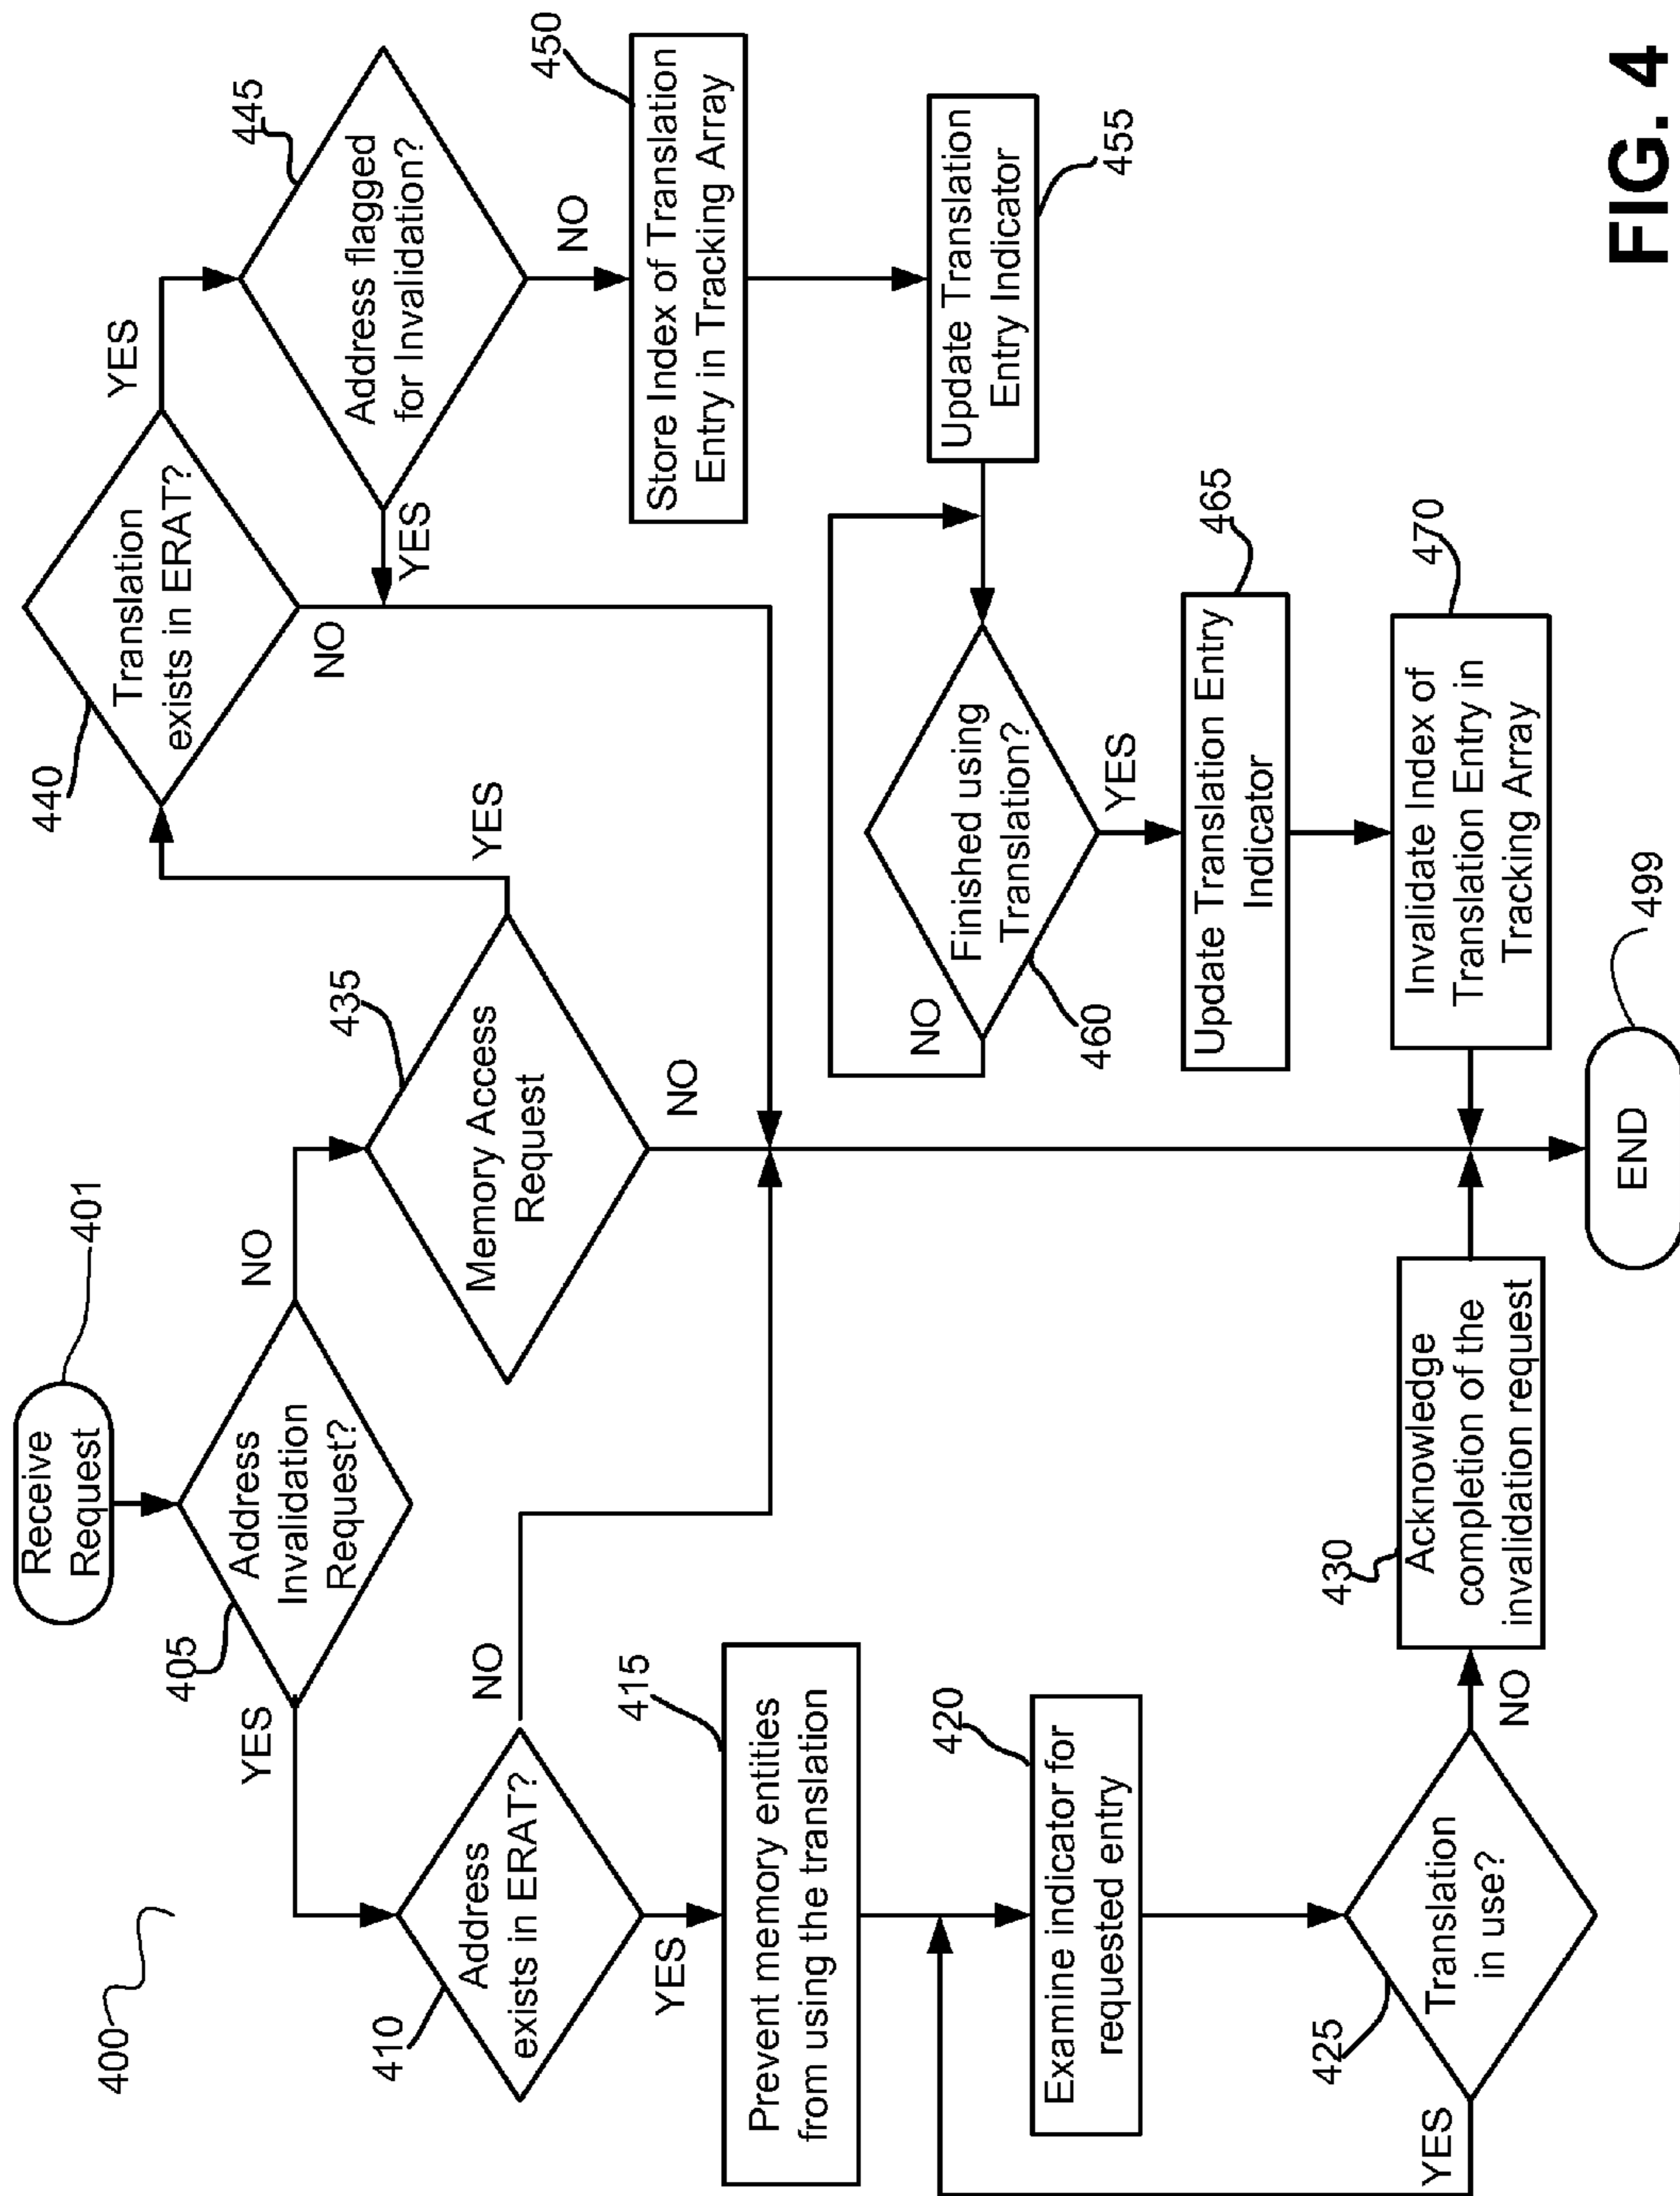 400
Receive
Request
401
Address
Invalidation
Request?
405
YES
NO
Address
exists in ERAT?
410
NO
YES
Prevent memory entities
from using the translation
415
Examine indicator for
requested entry
420
Translation
in use?
425
YES
NO
Acknowledge
completion of the
invalidation request
430
Memory Access
Request
435
YES
NO
Translation
exists in ERAT?
440
YES
NO
Address flagged
for Invalidation?
445
YES
NO
Store Index of Translation
Entry in Tracking Array
450
Update Translation
Entry Indicator
455
Finished using
Translation?
460
NO
YES
Update Translation Entry
Indicator
465
Invalidate Index of
Translation Entry in
Tracking Array
470
END
499
FIG. 4